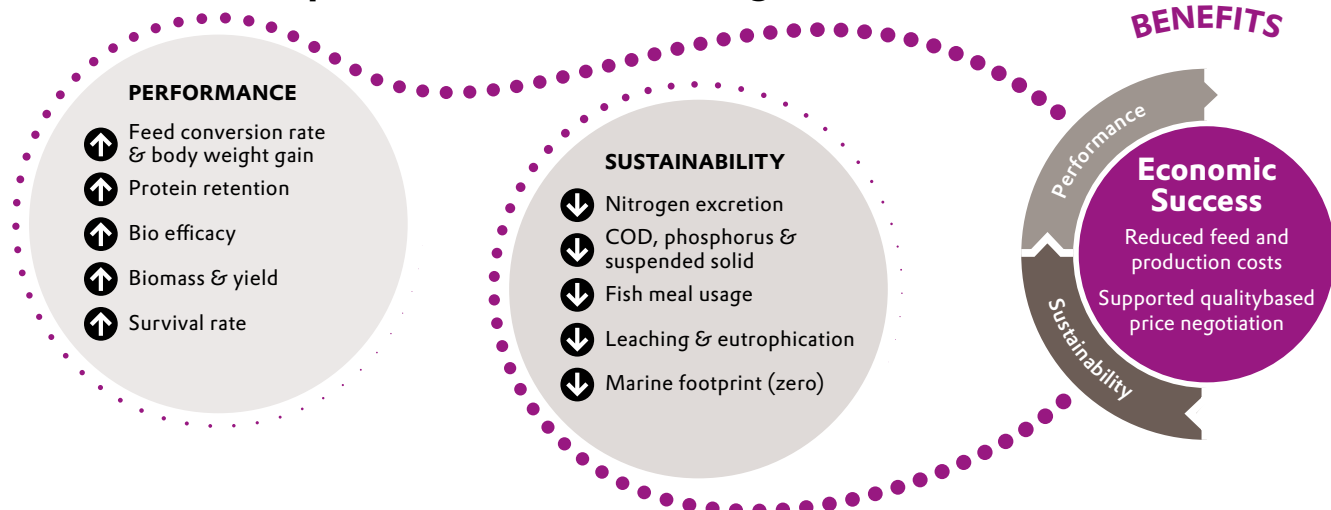 BENEFITS
PERFORMANCE
Feed conversion rate
& body weight gain
Protein retention
Bio efficacy
Biomass & yield
Survival rate
SUSTAINABILITY
Nitrogen excretion
COD, phosphorus &
suspended solid
Fish meal usage
Leaching & eutrophication
Marine footprint (zero)
Performance
Sustainability
Economic
Success
Reduced feed and
production costs
Supported qualitybased
price negotiation